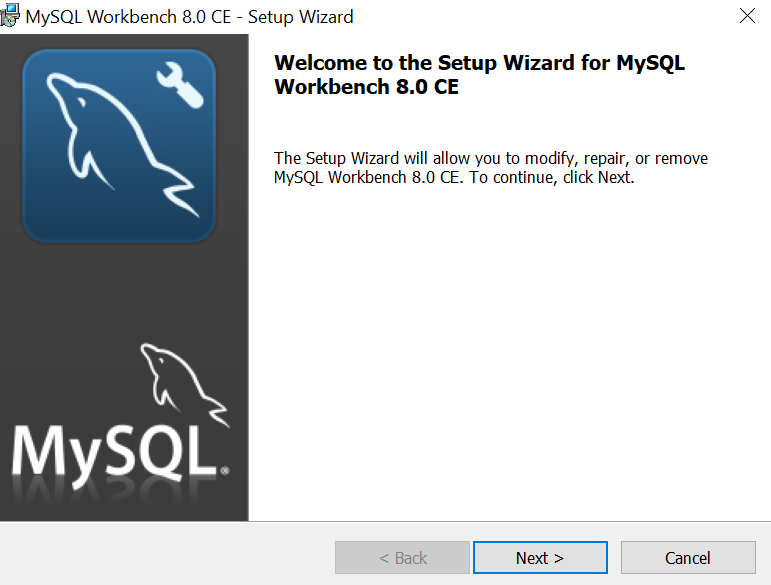 MySQL Workbench 8.0 CE - Setup Wizard
Welcome to the Setup Wizard for MySQL
Workbench 8.0 CE
The Setup Wizard will allow you to modify, repair, or remove
MySQL Workbench 8.0 CE. To continue, click Next.
MySQL®
< Back
Next >
Cancel